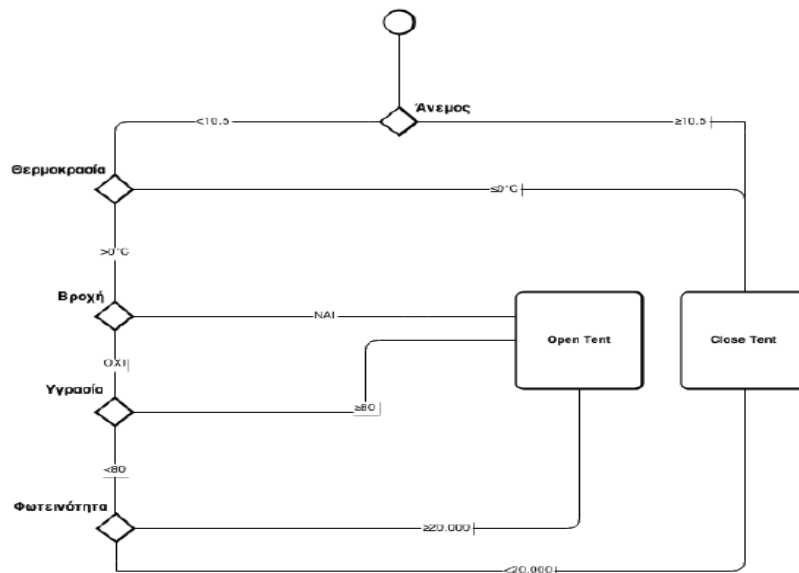 Άνεμος
<10.5
≥10.5
Θερμοκρασία
≤0°C
>0°C
Βροχή
ΝΑΙ
Open Tent
Close Tent
ΟΧΙ
Υγρασία
≥80
<80
Φωτεινότητα
≥20.000
<20.000